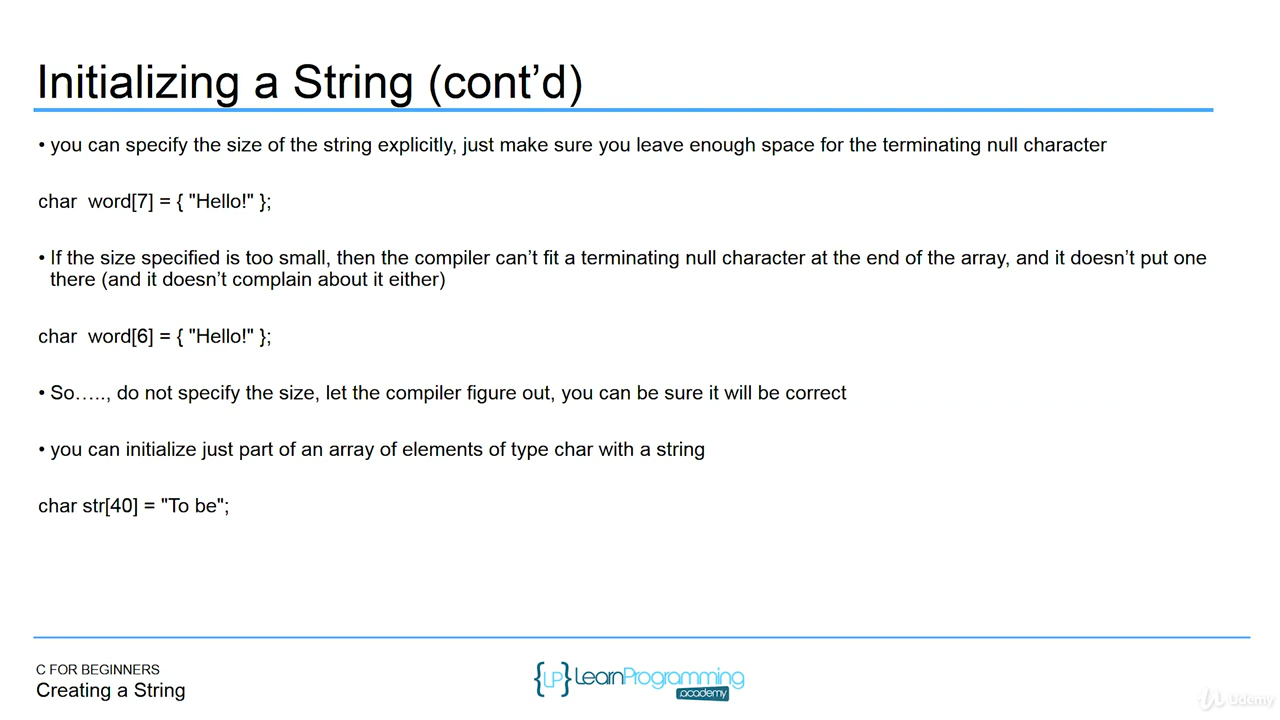 Initializing a String (cont’d)
• you can specify the size of the string explicitly, just make sure you leave enough space for the terminating null character
char  word[7] = { "Hello!" };
• If the size specified is too small, then the compiler can’t fit a terminating null character at the end of the array, and it doesn’t put one
there (and it doesn’t complain about it either)
char  word[6] = { "Hello!" };
• So….., do not specify the size, let the compiler figure out, you can be sure it will be correct
• you can initialize just part of an array of elements of type char with a string
char str[40] = "To be";
C FOR BEGINNERS
Creating a String
{LP} LearnProgramming
.academy
Udemy